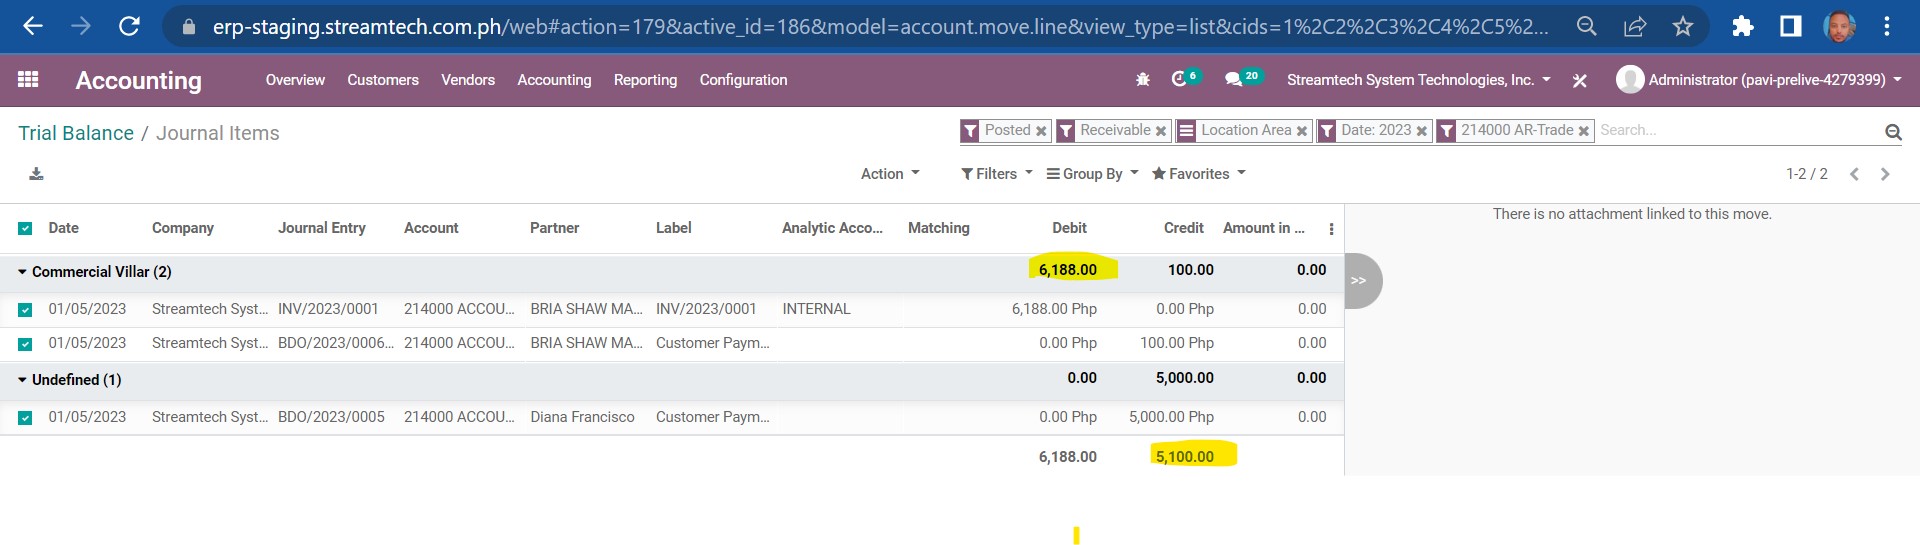 erp-staging.streamtech.com.ph/web#action=179&active_id=186&model=account.move.line&view_type=list&cids=1%2C2%2C3%2C4%2C5%2...
Accounting Overview Customers Vendors Accounting Reporting Configuration 6 20 Streamtech System Technologies, Inc. Administrator (pavi-prelive-4279399)
Trial Balance / Journal Items Posted Receivable Location Area Date: 2023 214000 AR-Trade Search...
Action Filters Group By Favorites 1-2 / 2
Date Company Journal Entry Account Partner Label Analytic Acco... Matching Debit Credit Amount in ...
There is no attachment linked to this move.
Commercial Villar (2) 6,188.00 100.00 0.00
>>
01/05/2023 Streamtech Syst... INV/2023/0001 214000 ACCOU... BRIA SHAW MA... INV/2023/0001 INTERNAL 6,188.00 Php 0.00 Php 0.00
01/05/2023 Streamtech Syst... BDO/2023/0006... 214000 ACCOU... BRIA SHAW MA... Customer Paym... 0.00 Php 100.00 Php 0.00
Undefined (1) 0.00 5,000.00 0.00
01/05/2023 Streamtech Syst... BDO/2023/0005 214000 ACCOU... Diana Francisco Customer Paym... 0.00 Php 5,000.00 Php 0.00
6,188.00 5,100.00